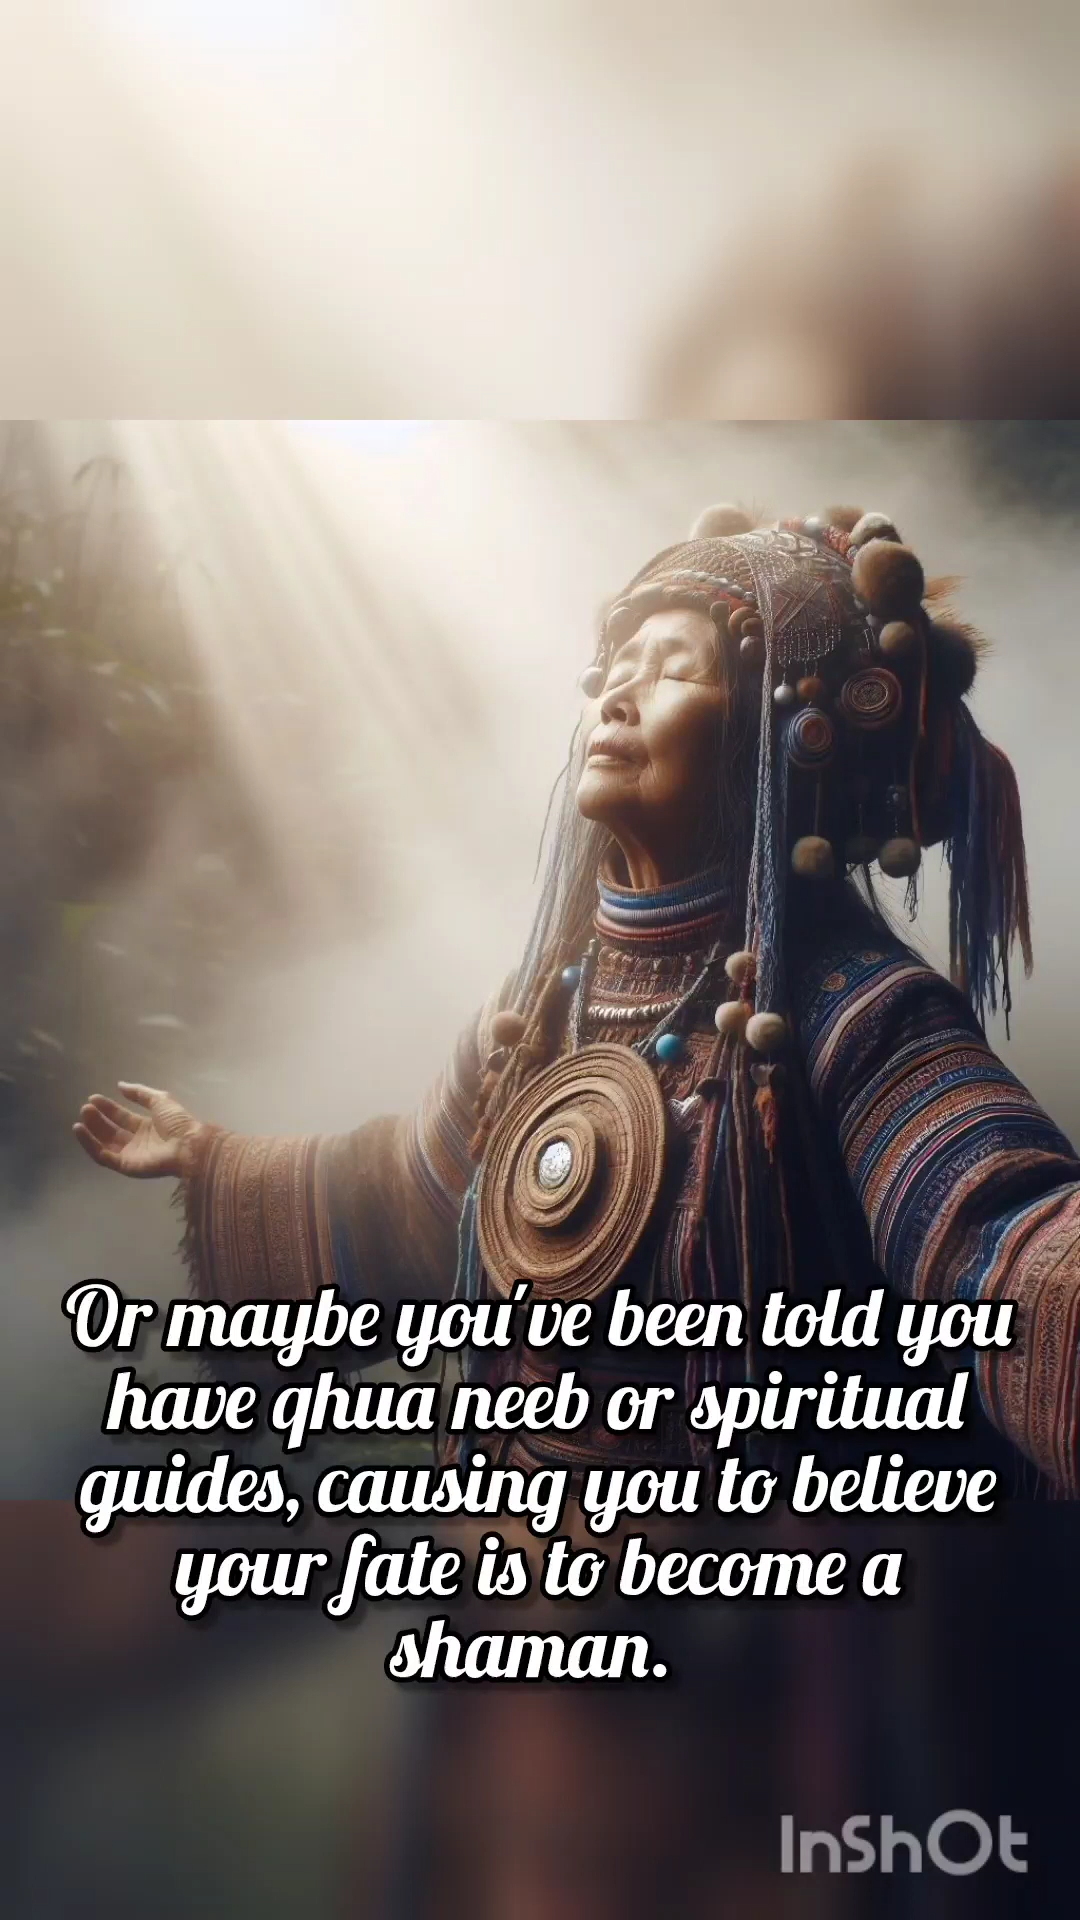 Or maybe you've been told you
have qhua neeb or spiritual
guides, causing you to believe
your fate is to become a
shaman.
InShOt